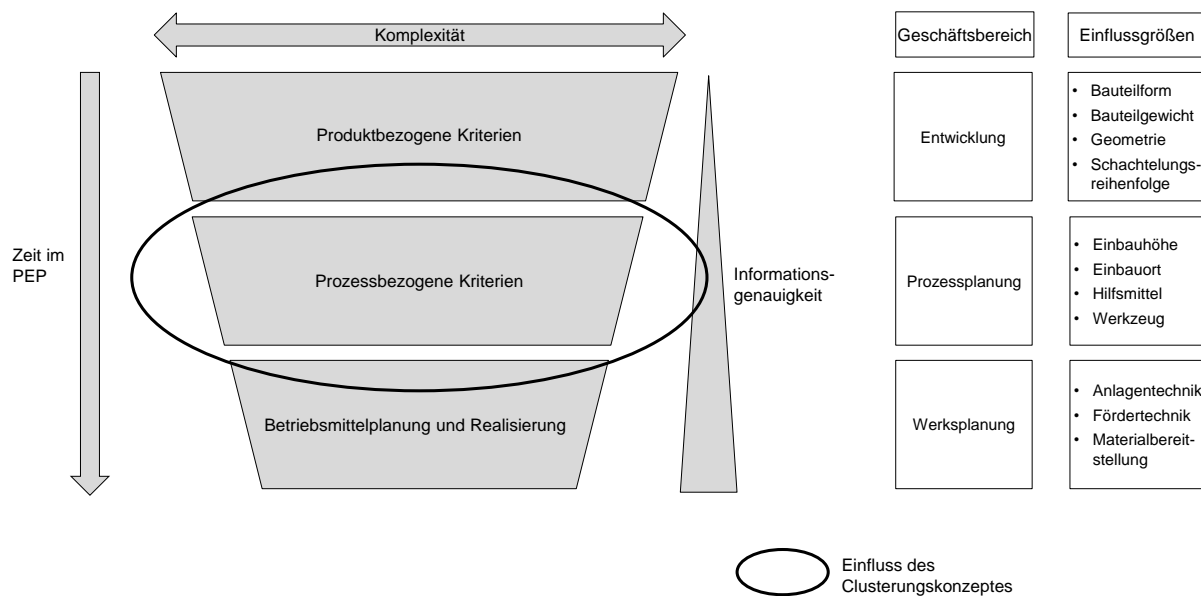 Komplexität
Geschäftsbereich
Einflussgrößen
Zeit im
PEP
Produktbezogene Kriterien
Prozessbezogene Kriterien
Betriebsmittelplanung und Realisierung
Informations-
genauigkeit
Entwicklung
• Bauteilform
• Bauteilgewicht
• Geometrie
• Schachtelungs-
reihenfolge
Prozessplanung
• Einbauhöhe
• Einbauort
• Hilfsmittel
• Werkzeug
Werksplanung
• Anlagentechnik
• Fördertechnik
• Materialbereit-
stellung
Einfluss des
Clusterungskonzeptes